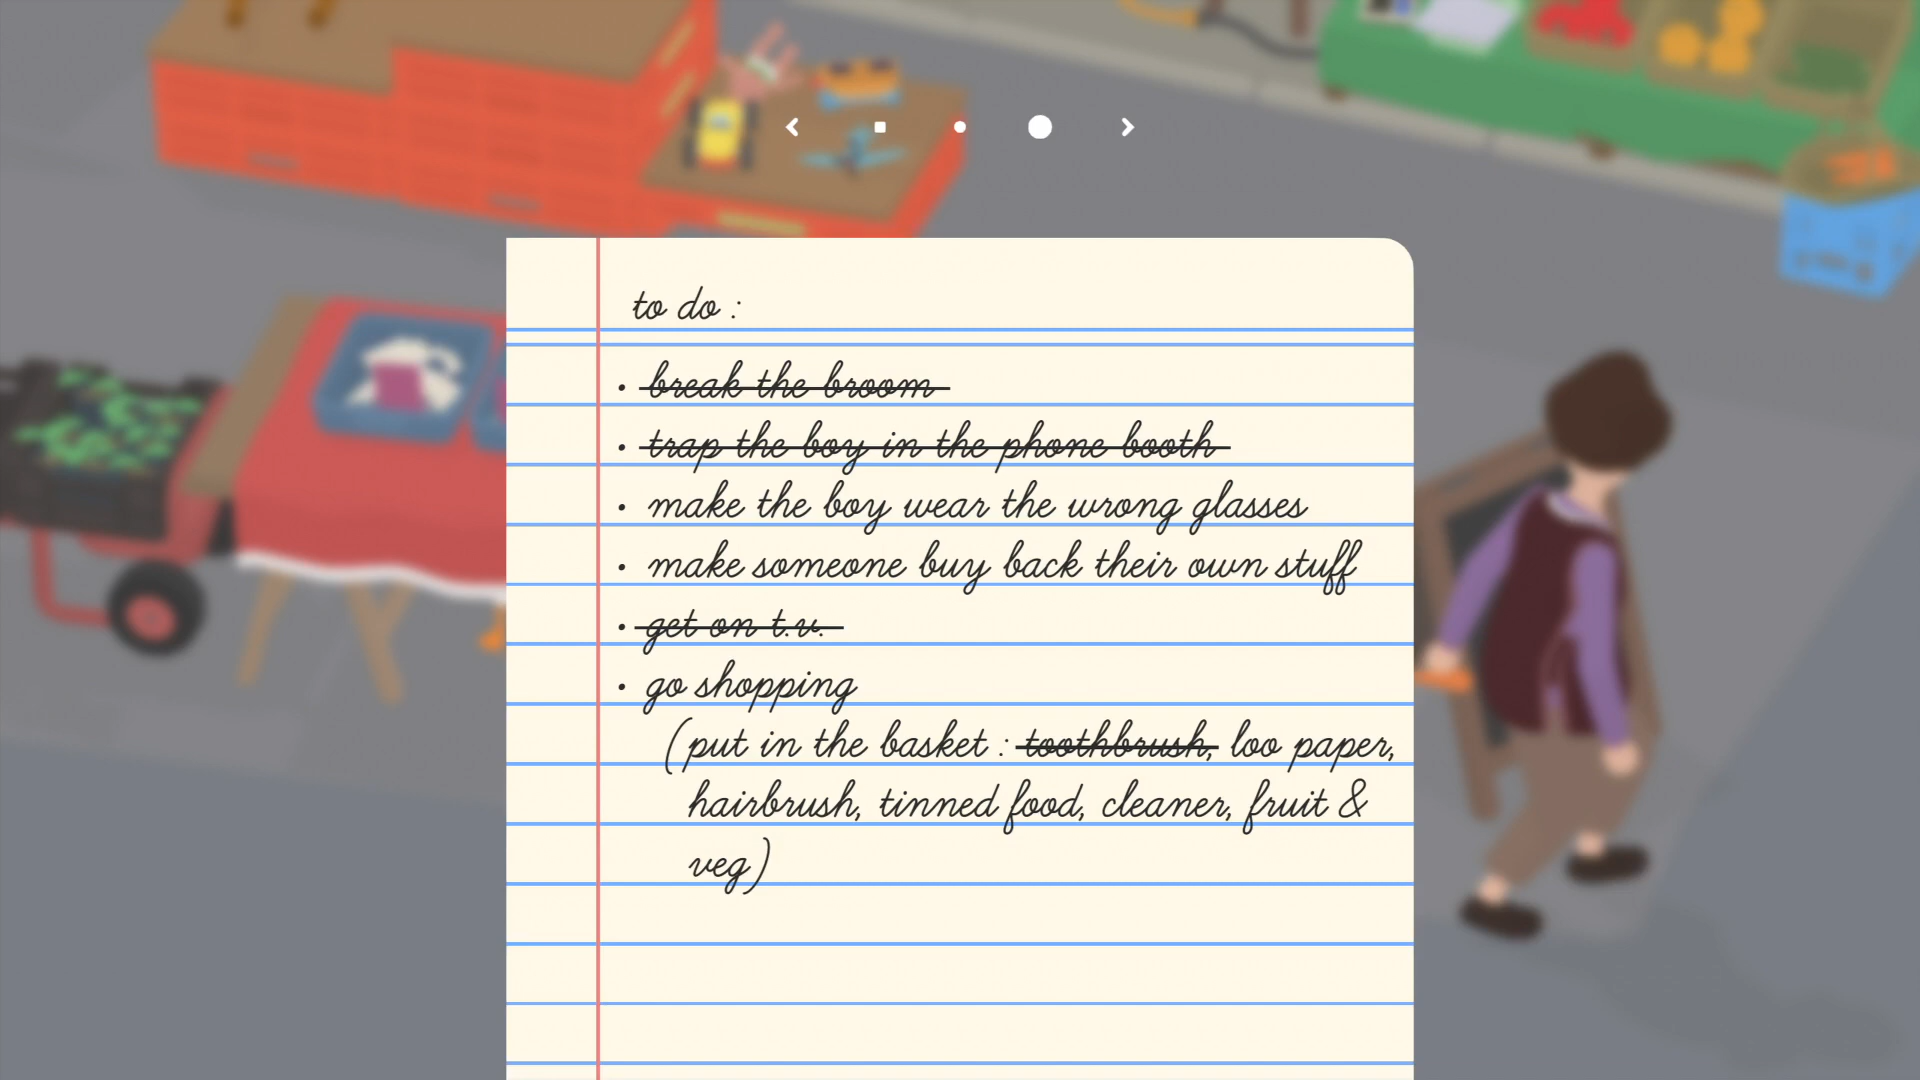 to do :
• break the broom
• trap the boy in the phone booth
• make the boy wear the wrong glasses
• make someone buy back their own stuff
• get on t.v.
• go shopping
(put in the basket : toothbrush, loo paper,
hairbrush, tinned food, cleaner, fruit &
veg)